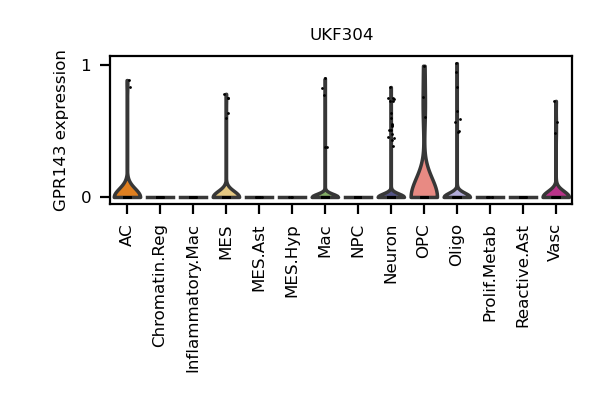 UKF304
GPR143 expression
1
0
AC
Chromatin.Reg
Inflammatory.Mac
MES
MES.Ast
MES.Hyp
Mac
NPC
Neuron
OPC
Oligo
Prolif.Metab
Reactive.Ast
Vasc